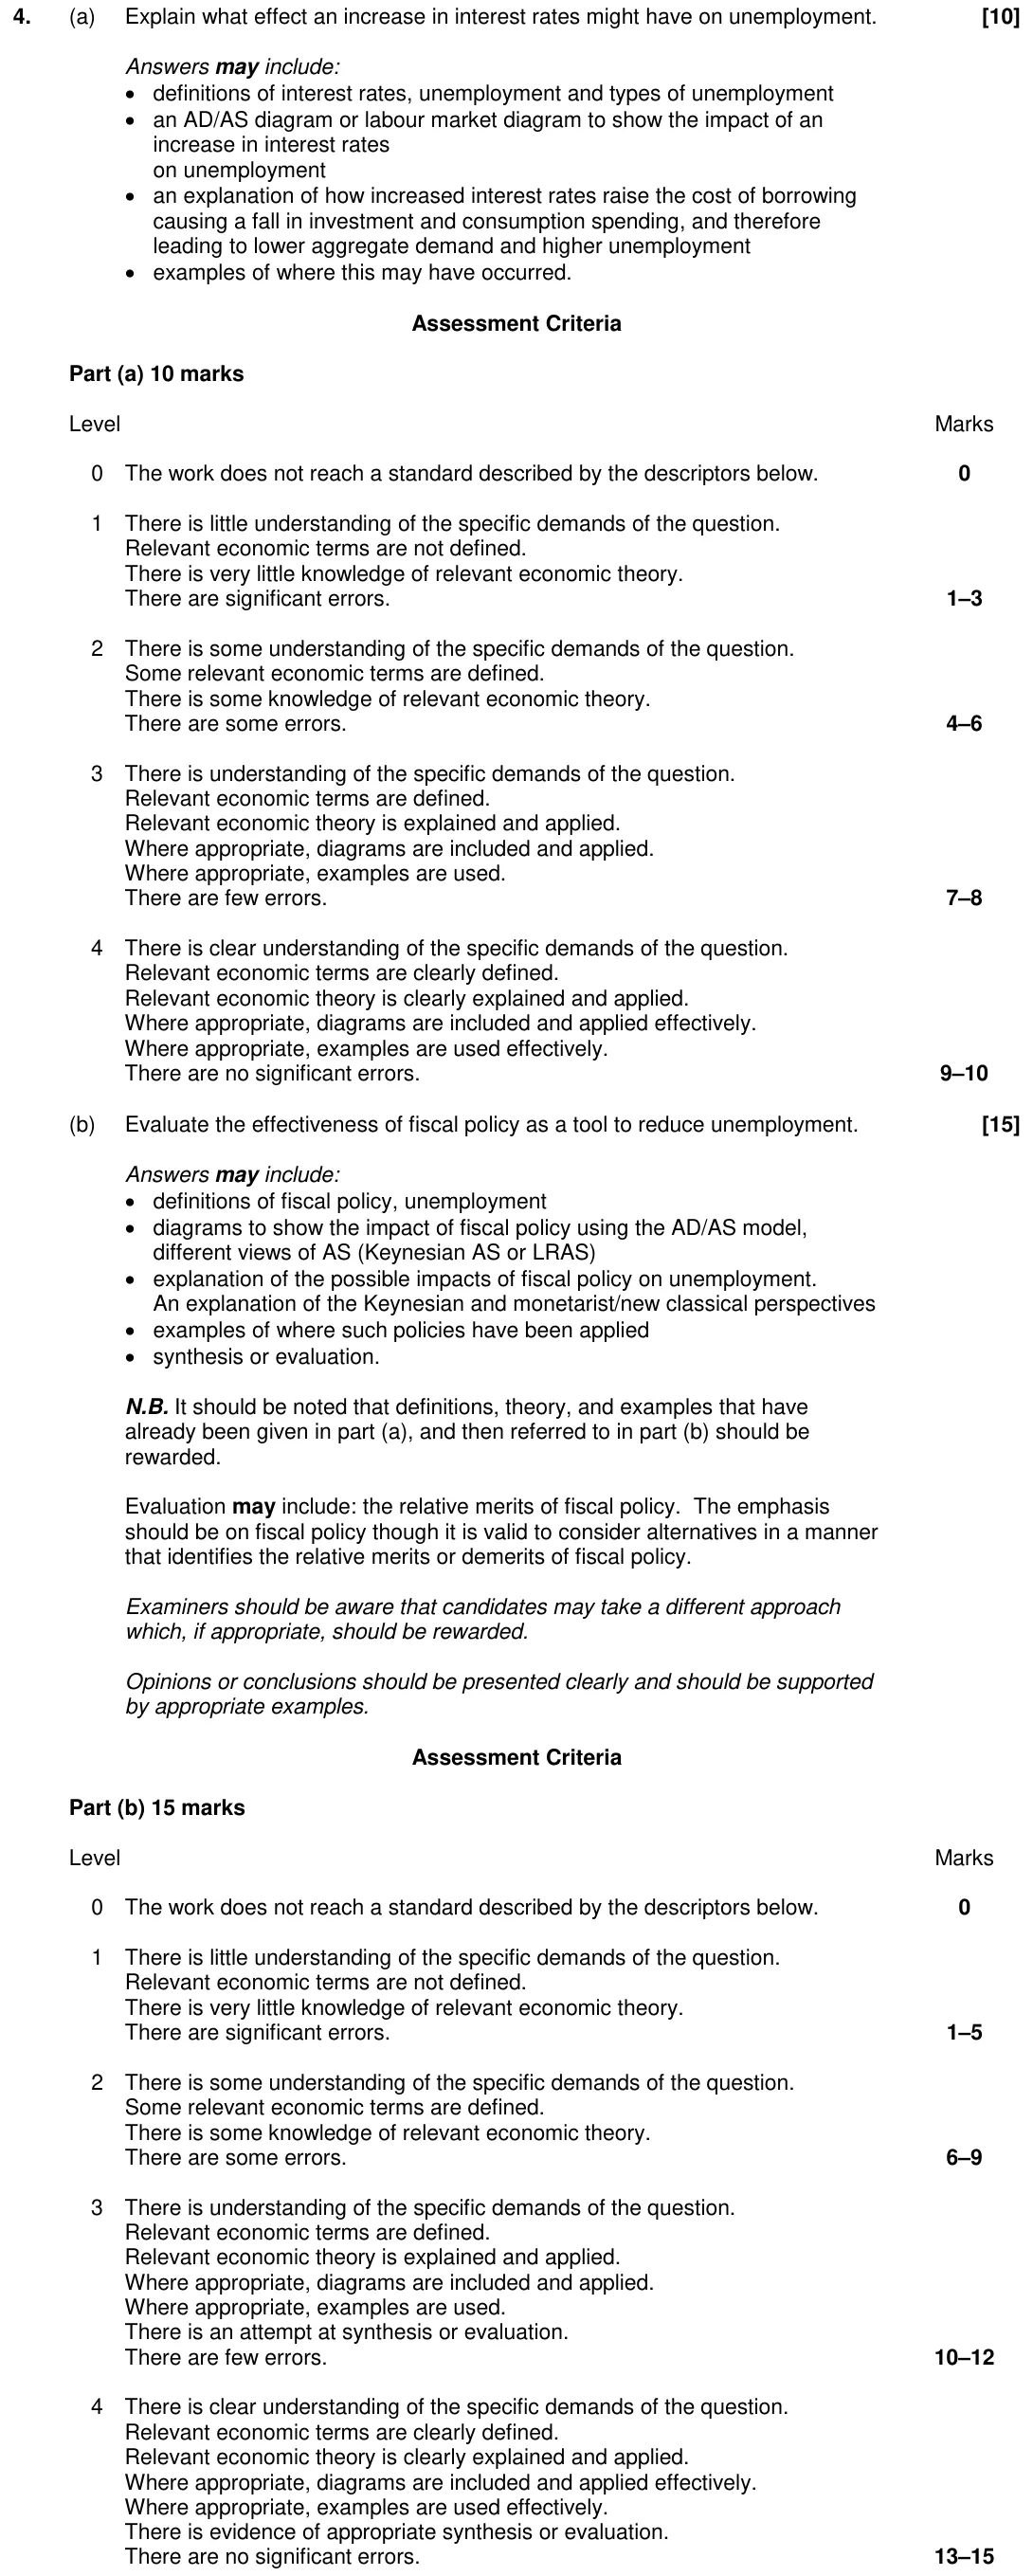 4. (a) Explain what effect an increase in interest rates might have on unemployment. [10]
Answers may include:
• definitions of interest rates, unemployment and types of unemployment
• an AD/AS diagram or labour market diagram to show the impact of an
increase in interest rates
on unemployment
• an explanation of how increased interest rates raise the cost of borrowing
causing a fall in investment and consumption spending, and therefore
leading to lower aggregate demand and higher unemployment
• examples of where this may have occurred.
Assessment Criteria
Part (a) 10 marks
Level Marks
0 The work does not reach a standard described by the descriptors below. 0
1 There is little understanding of the specific demands of the question.
Relevant economic terms are not defined.
There is very little knowledge of relevant economic theory.
There are significant errors. 1–3
2 There is some understanding of the specific demands of the question.
Some relevant economic terms are defined.
There is some knowledge of relevant economic theory.
There are some errors. 4–6
3 There is understanding of the specific demands of the question.
Relevant economic terms are defined.
Relevant economic theory is explained and applied.
Where appropriate, diagrams are included and applied.
Where appropriate, examples are used.
There are few errors. 7–8
4 There is clear understanding of the specific demands of the question.
Relevant economic terms are clearly defined.
Relevant economic theory is clearly explained and applied.
Where appropriate, diagrams are included and applied effectively.
Where appropriate, examples are used effectively.
There are no significant errors. 9–10
(b) Evaluate the effectiveness of fiscal policy as a tool to reduce unemployment. [15]
Answers may include:
• definitions of fiscal policy, unemployment
• diagrams to show the impact of fiscal policy using the AD/AS model,
different views of AS (Keynesian AS or LRAS)
• explanation of the possible impacts of fiscal policy on unemployment.
An explanation of the Keynesian and monetarist/new classical perspectives
• examples of where such policies have been applied
• synthesis or evaluation.
N.B. It should be noted that definitions, theory, and examples that have
already been given in part (a), and then referred to in part (b) should be
rewarded.
Evaluation may include: the relative merits of fiscal policy. The emphasis
should be on fiscal policy though it is valid to consider alternatives in a manner
that identifies the relative merits or demerits of fiscal policy.
Examiners should be aware that candidates may take a different approach
which, if appropriate, should be rewarded.
Opinions or conclusions should be presented clearly and should be supported
by appropriate examples.
Assessment Criteria
Part (b) 15 marks
Level Marks
0 The work does not reach a standard described by the descriptors below. 0
1 There is little understanding of the specific demands of the question.
Relevant economic terms are not defined.
There is very little knowledge of relevant economic theory.
There are significant errors. 1–5
2 There is some understanding of the specific demands of the question.
Some relevant economic terms are defined.
There is some knowledge of relevant economic theory.
There are some errors. 6–9
3 There is understanding of the specific demands of the question.
Relevant economic terms are defined.
Relevant economic theory is explained and applied.
Where appropriate, diagrams are included and applied.
Where appropriate, examples are used.
There is an attempt at synthesis or evaluation.
There are few errors. 10–12
4 There is clear understanding of the specific demands of the question.
Relevant economic terms are clearly defined.
Relevant economic theory is clearly explained and applied.
Where appropriate, diagrams are included and applied effectively.
Where appropriate, examples are used effectively.
There is evidence of appropriate synthesis or evaluation.
There are no significant errors. 13–15